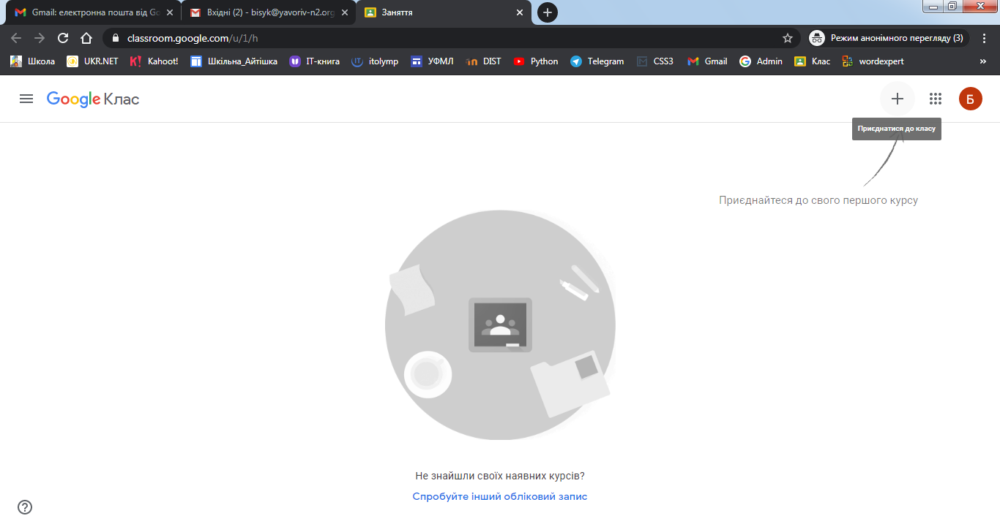 Gmail: електронна пошта від Go
Вхідні (2) - bisyk@yavoriv-n2.org
Заняття
classroom.google.com/u/1/h
Режим анонімного перегляду (3)
Школа
UKR.NET
Kahoot!
Шкільна_Айтішка
ІТ-книга
itolymp
УФМЛ
DIST
Python
Telegram
CSS3
Gmail
Admin
Клас
wordexpert
»
Google Клас
Б
Приєднатися до класу
Приєднайтеся до свого першого курсу
Не знайшли своїх наявних курсів?
Спробуйте інший обліковий запис